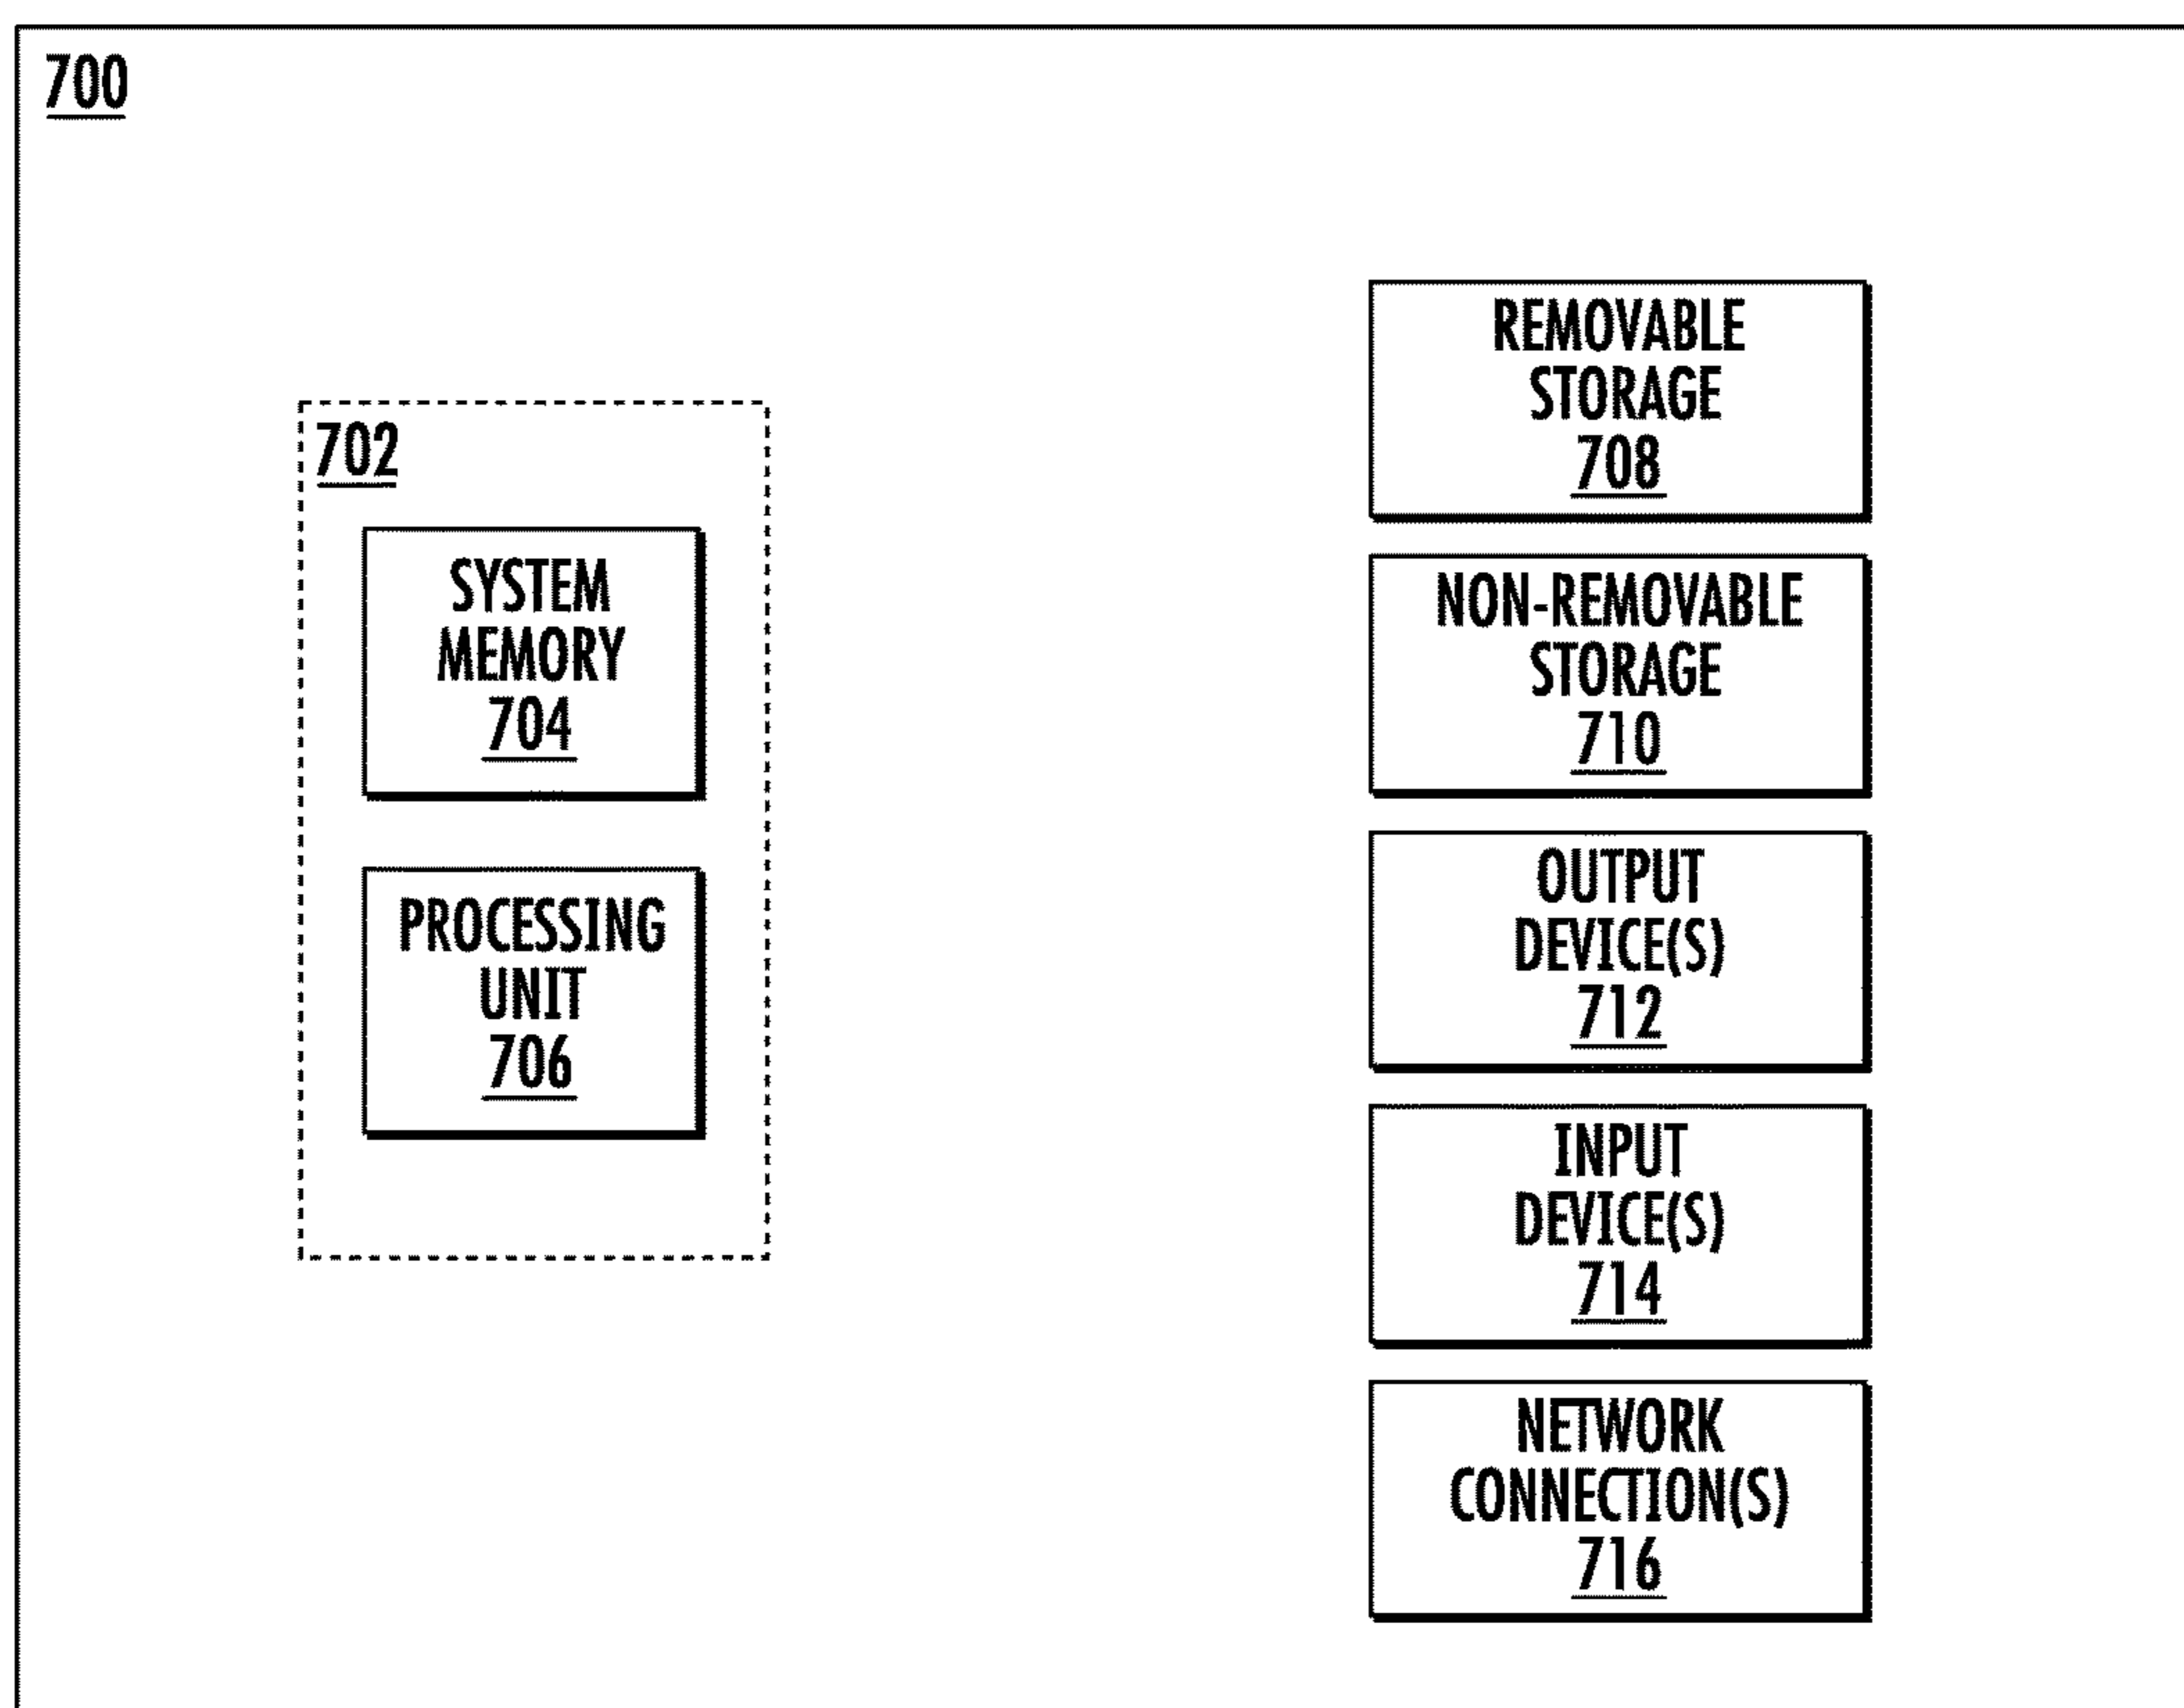 700
702
SYSTEM
MEMORY
704
PROCESSING
UNIT
706
REMOVABLE
STORAGE
708
NON-REMOVABLE
STORAGE
710
OUTPUT
DEVICE(S)
712
INPUT
DEVICE(S)
714
NETWORK
CONNECTION(S)
716